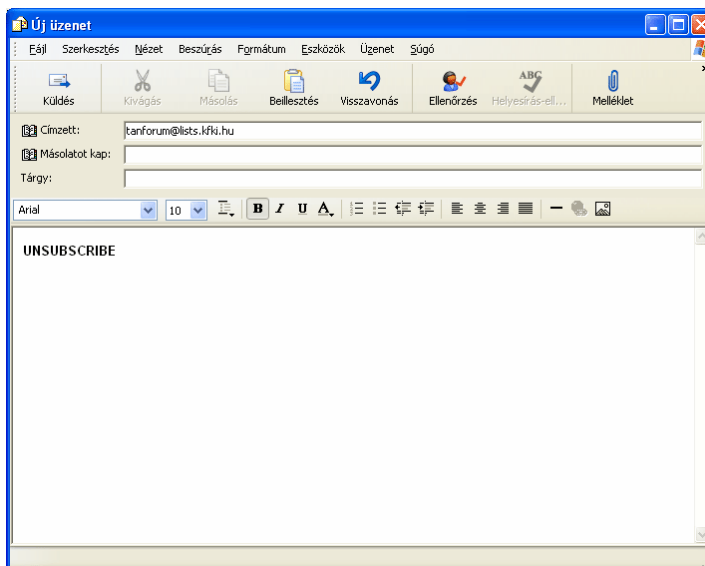 Új üzenet
Fájl Szerkesztés Nézet Beszúrás Formátum Eszközök Üzenet Súgó
Küldés Kivágás Másolás Beillesztés Visszavonás Ellenőrzés Helyesírás-ell... Melléklet
Címzett: tanforum@lists.kfki.hu
Másolatot kap:
Tárgy:
Arial 10 B I U A
UNSUBSCRIBE